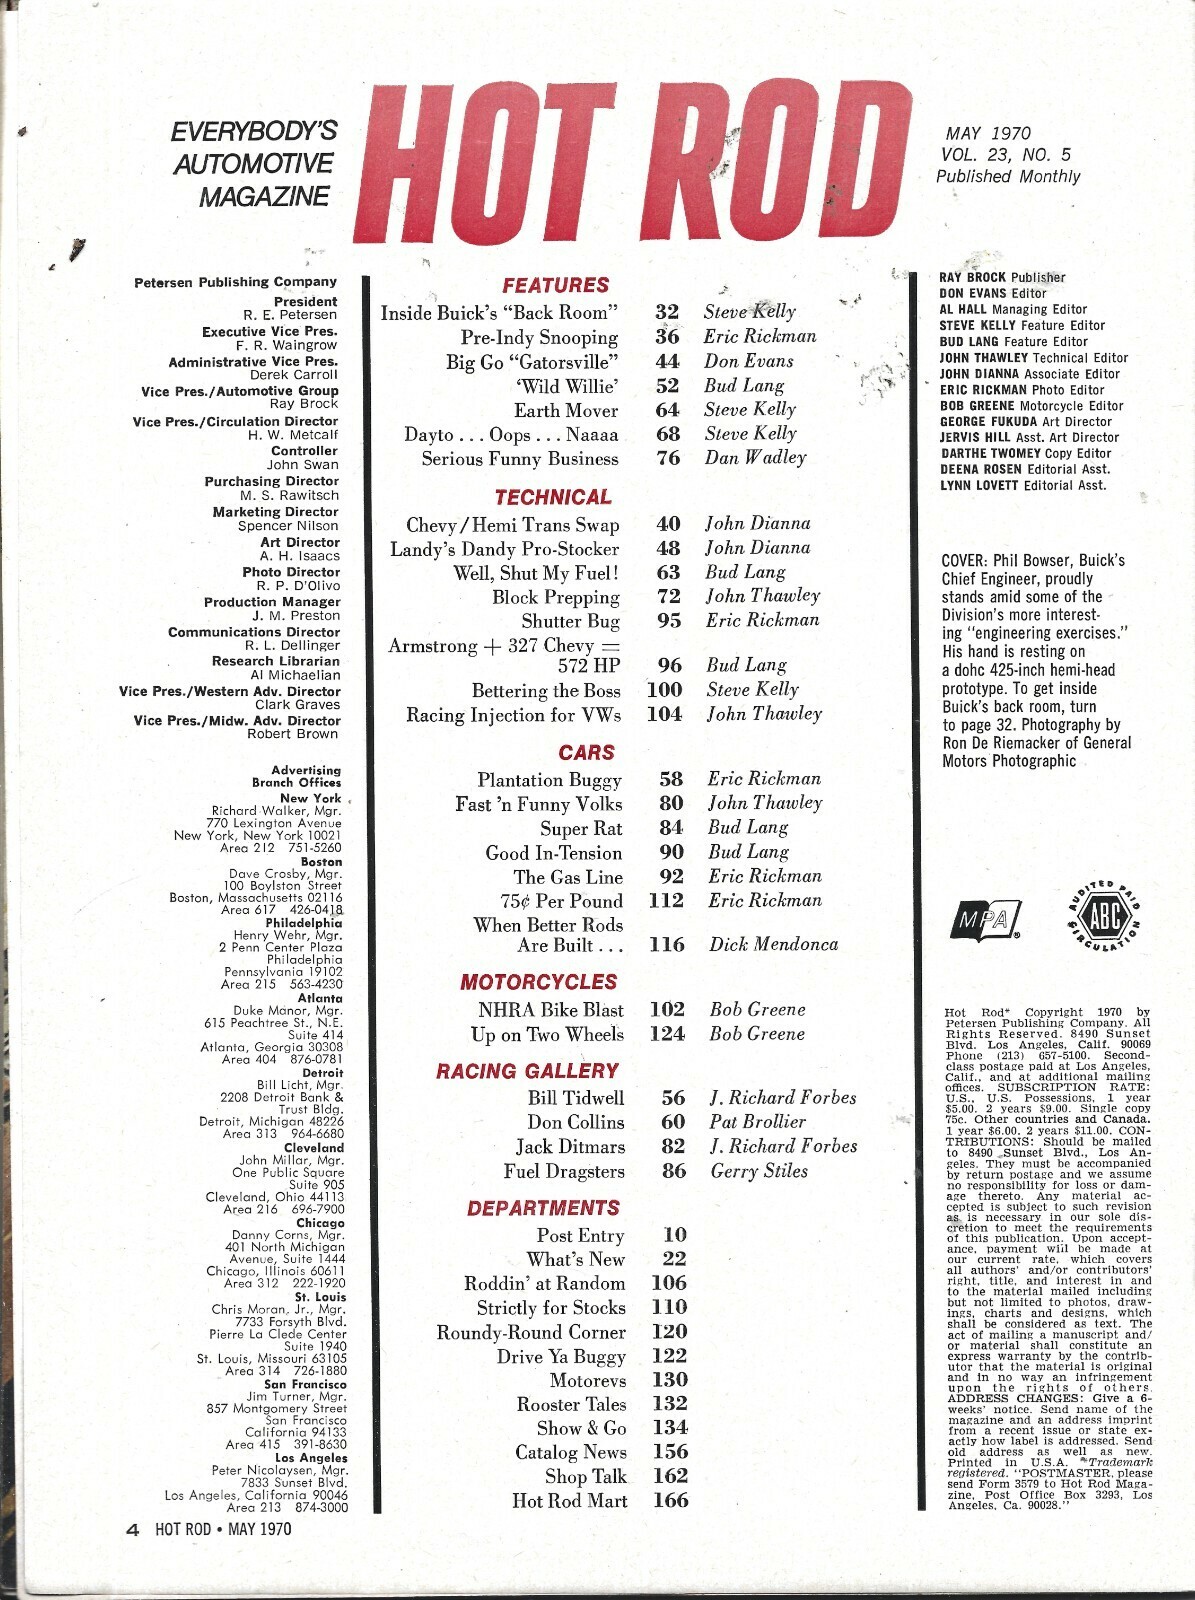 EVERYBODY'S
AUTOMOTIVE
MAGAZINE
HOT ROD
MAY 1970
VOL. 23, NO. 5
Published Monthly
Petersen Publishing Company
President
R. E. Petersen
Executive Vice Pres.
F. R. Waingrow
Administrative Vice Pres.
Derek Carroll
Vice Pres./Automotive Group
Ray Brock
Vice Pres./Circulation Director
H. W. Metcalf
Controller
John Swan
Purchasing Director
M. S. Rawitsch
Marketing Director
Spencer Nilson
Art Director
A. H. Isaacs
Photo Director
R. P. D'Olivo
Production Manager
J. M. Preston
Communications Director
R. L. Dellinger
Research Librarian
Al Michaelian
Vice Pres./Western Adv. Director
Clark Graves
Vice Pres./Midw. Adv. Director
Robert Brown
Advertising
Branch Offices
New York
Richard Walker, Mgr.
770 Lexington Avenue
New York, New York 10021
Area 212 751-5260
Boston
Dave Crosby, Mgr.
100 Boylston Street
Boston, Massachusetts 02116
Area 617 426-0418
Philadelphia
Henry Wehr, Mgr.
2 Penn Center Plaza
Philadelphia
Pennsylvania 19102
Area 215 563-4230
Atlanta
Duke Manor, Mgr.
615 Peachtree St., N.E.
Suite 414
Atlanta, Georgia 30308
Area 404 876-0781
Detroit
Bill Licht, Mgr.
2208 Detroit Bank &
Trust Bldg.
Detroit, Michigan 48226
Area 313 964-6680
Cleveland
John Millar, Mgr.
One Public Square
Suite 905
Cleveland, Ohio 44113
Area 216 696-7900
Chicago
Danny Corns, Mgr.
401 North Michigan
Avenue, Suite 1444
Chicago, Illinois 60611
Area 312 222-1920
St. Louis
Chris Moran, Jr., Mgr.
7733 Forsyth Blvd.
Pierre La Clede Center
Suite 1940
St. Louis, Missouri 63105
Area 314 726-1880
San Francisco
Jim Turner, Mgr.
857 Montgomery Street
San Francisco
California 94133
Area 415 391-8630
Los Angeles
Peter Nicolaysen, Mgr.
7833 Sunset Blvd.
Los Angeles, California 90046
Area 213 874-3000
FEATURES
Inside Buick's "Back Room" 32 Steve Kelly
Pre-Indy Snooping 36 Eric Rickman
Big Go "Gatorsville" 44 Don Evans
'Wild Willie' 52 Bud Lang
Earth Mover 64 Steve Kelly
Dayto . . . Oops . . . Naaaa 68 Steve Kelly
Serious Funny Business 76 Dan Wadley
TECHNICAL
Chevy/Hemi Trans Swap 40 John Dianna
Landy's Dandy Pro-Stocker 48 John Dianna
Well, Shut My Fuel! 63 Bud Lang
Block Prepping 72 John Thawley
Shutter Bug 95 Eric Rickman
Armstrong + 327 Chevy =
572 HP 96 Bud Lang
Bettering the Boss 100 Steve Kelly
Racing Injection for VWs 104 John Thawley
CARS
Plantation Buggy 58 Eric Rickman
Fast 'n Funny Volks 80 John Thawley
Super Rat 84 Bud Lang
Good In-Tension 90 Bud Lang
The Gas Line 92 Eric Rickman
75¢ Per Pound 112 Eric Rickman
When Better Rods
Are Built . . . 116 Dick Mendonca
MOTORCYCLES
NHRA Bike Blast 102 Bob Greene
Up on Two Wheels 124 Bob Greene
RACING GALLERY
Bill Tidwell 56 J. Richard Forbes
Don Collins 60 Pat Brollier
Jack Ditmars 82 J. Richard Forbes
Fuel Dragsters 86 Gerry Stiles
DEPARTMENTS
Post Entry 10
What's New 22
Roddin' at Random 106
Strictly for Stocks 110
Roundy-Round Corner 120
Drive Ya Buggy 122
Motorevs 130
Rooster Tales 132
Show & Go 134
Catalog News 156
Shop Talk 162
Hot Rod Mart 166
RAY BROCK Publisher
DON EVANS Editor
AL HALL Managing Editor
STEVE KELLY Feature Editor
BUD LANG Feature Editor
JOHN THAWLEY Technical Editor
JOHN DIANNA Associate Editor
ERIC RICKMAN Photo Editor
BOB GREENE Motorcycle Editor
GEORGE FUKUDA Art Director
JERVIS HILL Asst. Art Director
DARTHE TWOMEY Copy Editor
DEENA ROSEN Editorial Asst.
LYNN LOVETT Editorial Asst.
COVER: Phil Bowser, Buick's
Chief Engineer, proudly
stands amid some of the
Division's more interest-
ing "engineering exercises."
His hand is resting on
a dohc 425-inch hemi-head
prototype. To get inside
Buick's back room, turn
to page 32. Photography by
Ron De Riemacker of General
Motors Photographic
MPA®
AUDITED PAID
ABC
CIRCULATION
Hot Rod* Copyright 1970 by
Petersen Publishing Company. All
Rights Reserved. 8490 Sunset
Blvd. Los Angeles, Calif. 90069
Phone (213) 657-5100. Second-
class postage paid at Los Angeles,
Calif., and at additional mailing
offices. SUBSCRIPTION RATE:
U.S., U.S. Possessions, 1 year
$5.00. 2 years $9.00. Single copy
75c. Other countries and Canada.
1 year $6.00. 2 years $11.00. CON-
TRIBUTIONS: Should be mailed
to 8490 Sunset Blvd., Los An-
geles. They must be accompanied
by return postage and we assume
no responsibility for loss or dam-
age thereto. Any material ac-
cepted is subject to such revision
as is necessary in our sole dis-
cretion to meet the requirements
of this publication. Upon accept-
ance, payment will be made at
our current rate, which covers
all authors' and/or contributors'
right, title, and interest in and
to the material mailed including
but not limited to photos, draw-
ings, charts and designs, which
shall be considered as text. The
act of mailing a manuscript and/
or material shall constitute an
express warranty by the contrib-
utor that the material is original
and in no way an infringement
upon the rights of others.
ADDRESS CHANGES: Give a 6-
weeks' notice. Send name of the
magazine and an address imprint
from a recent issue or state ex-
actly how label is addressed. Send
old address as well as new.
Printed in U.S.A. *Trademark
registered. "POSTMASTER, please
send Form 3579 to Hot Rod Maga-
zine, Post Office Box 3293, Los
Angeles, Ca. 90028."
4 HOT ROD • MAY 1970